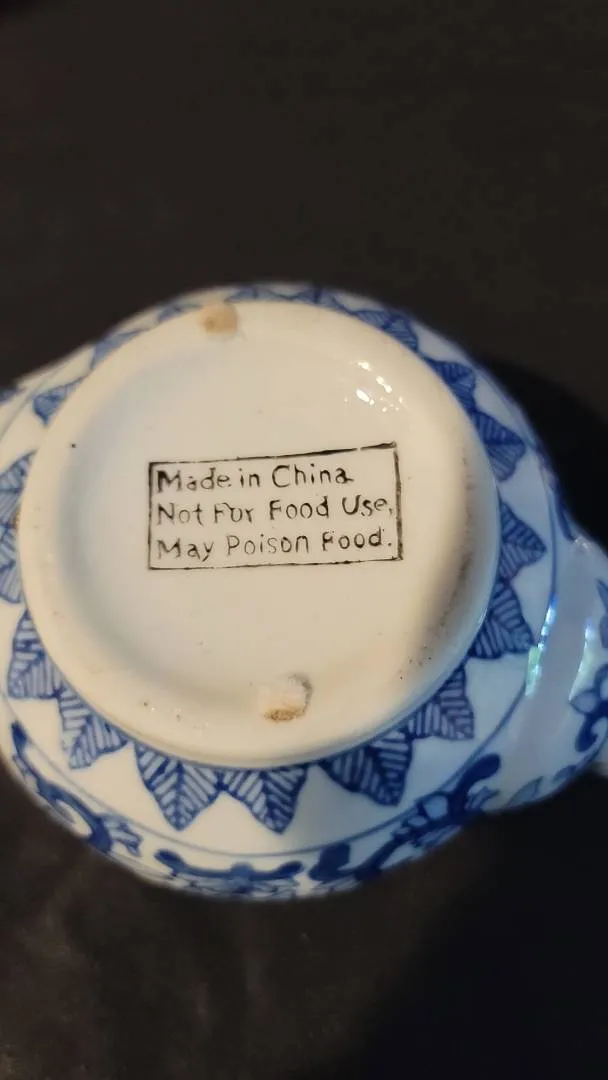 Made in China
Not For Food Use,
May Poison Food.